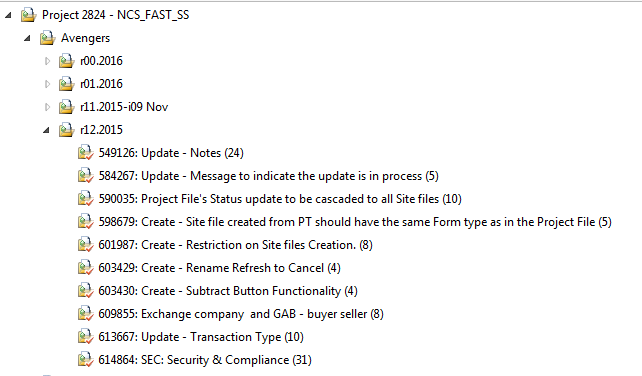 Project 2824 - NCS_FAST_SS
Avengers
r00.2016
r01.2016
r11.2015-i09 Nov
r12.2015
549126: Update - Notes (24)
584267: Update - Message to indicate the update is in process (5)
590035: Project File's Status update to be cascaded to all Site files (10)
598679: Create - Site file created from PT should have the same Form type as in the Project File (5)
601987: Create - Restriction on Site files Creation. (8)
603429: Create - Rename Refresh to Cancel (4)
603430: Create - Subtract Button Functionality (4)
609855: Exchange company  and GAB - buyer seller (8)
613667: Update - Transaction Type (10)
614864: SEC: Security & Compliance (31)